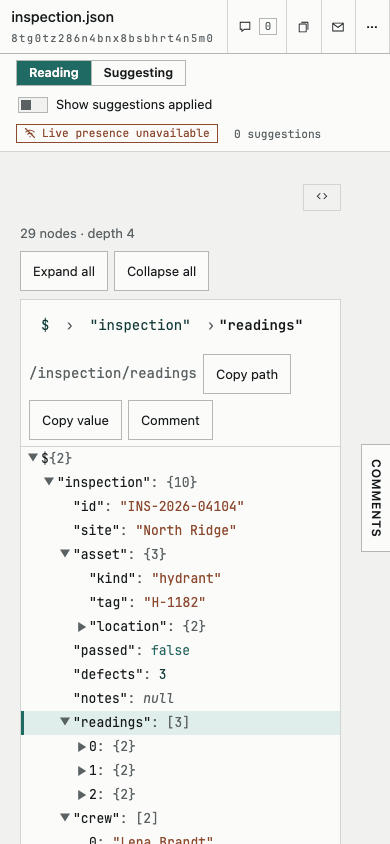 inspection.json
8tg0tz286n4bnx8bsbhrt4n5m0
0
Reading Suggesting
Show suggestions applied
Live presence unavailable 0 suggestions
29 nodes · depth 4
Expand all Collapse all
$ › "inspection" › "readings"
/inspection/readings Copy path
Copy value Comment
COMMENTS
$ {2}
"inspection": {10}
"id": "INS-2026-04104"
"site": "North Ridge"
"asset": {3}
"kind": "hydrant"
"tag": "H-1182"
"location": {2}
"passed": false
"defects": 3
"notes": null
"readings": [3]
0: {2}
1: {2}
2: {2}
"crew": [2]
0: "Lena Brandt"